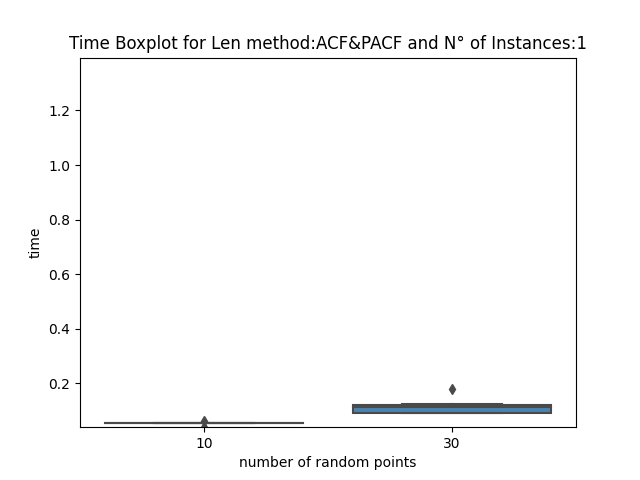 Time Boxplot for Len method:ACF&PACF and N° of Instances:1
1.2
1.0
0.8
0.6
0.4
0.2
time
10
30
number of random points